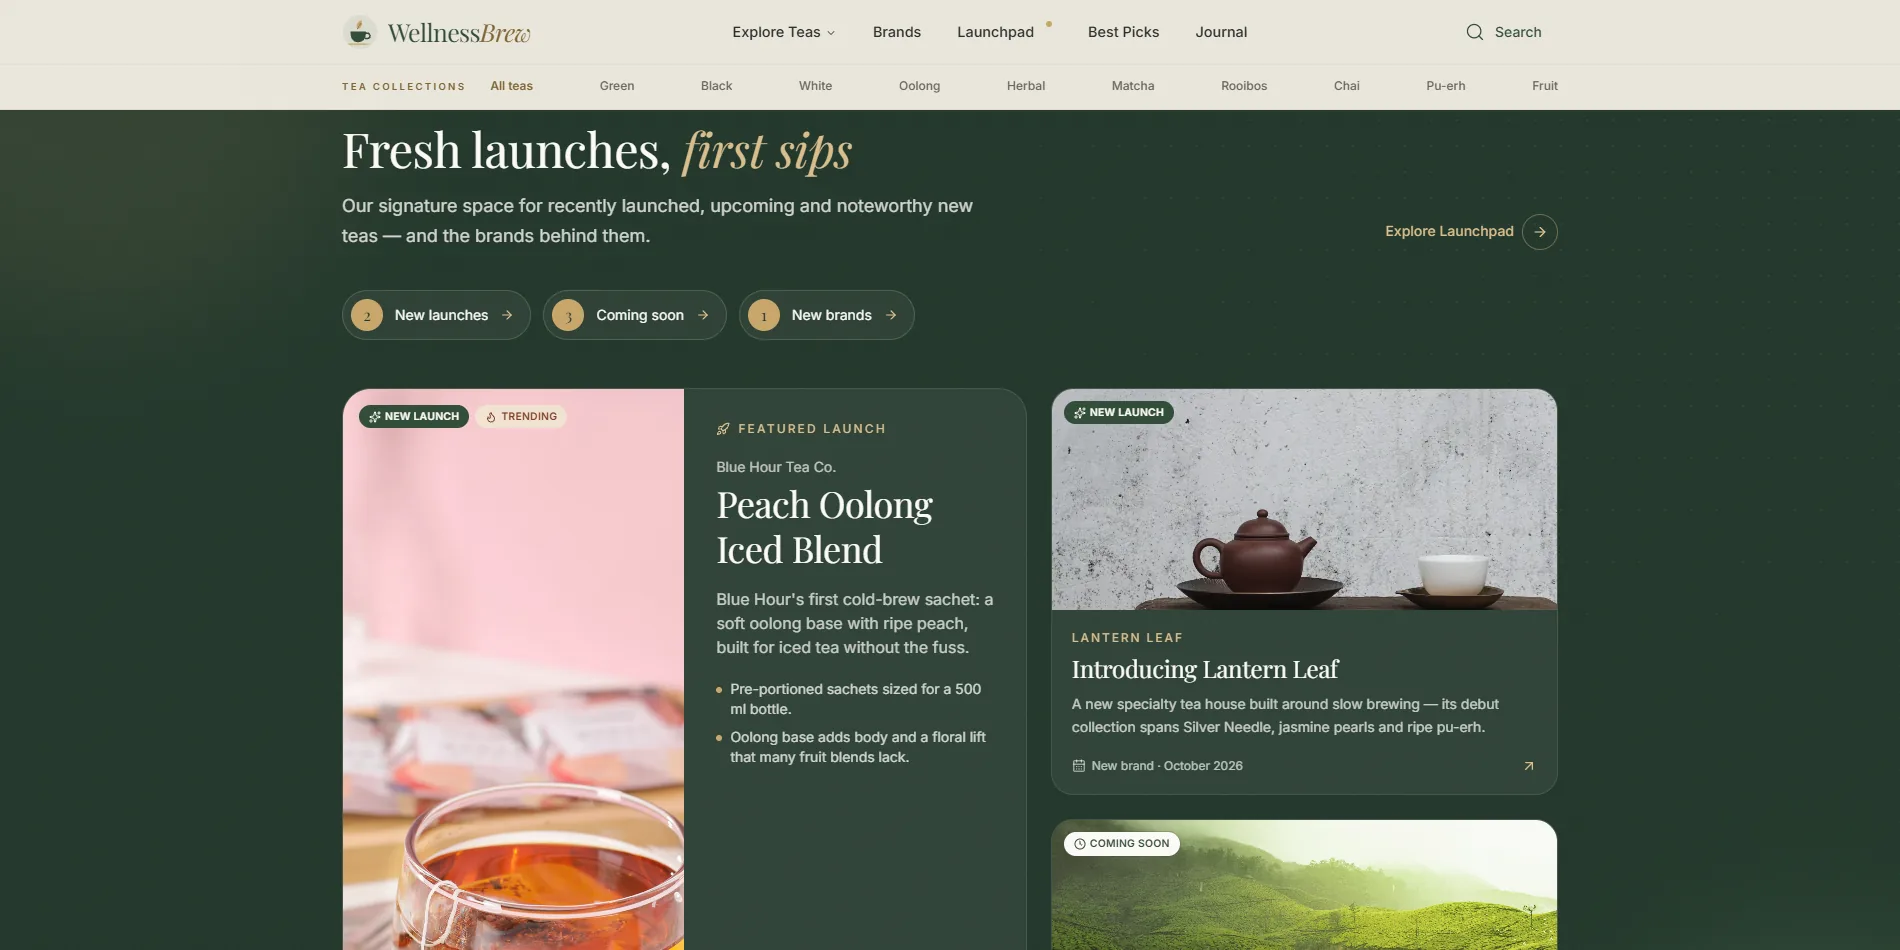 WellnessBrew
Explore Teas
Brands
Launchpad
Best Picks
Journal
Search
TEA COLLECTIONS
All teas
Green
Black
White
Oolong
Herbal
Matcha
Rooibos
Chai
Pu-erh
Fruit
Fresh launches, first sips
Our signature space for recently launched, upcoming and noteworthy new
teas — and the brands behind them.
Explore Launchpad
2 New launches
3 Coming soon
1 New brands
NEW LAUNCH
TRENDING
FEATURED LAUNCH
Blue Hour Tea Co.
Peach Oolong
Iced Blend
Blue Hour's first cold-brew sachet: a
soft oolong base with ripe peach,
built for iced tea without the fuss.
Pre-portioned sachets sized for a 500
ml bottle.
Oolong base adds body and a floral lift
that many fruit blends lack.
NEW LAUNCH
LANTERN LEAF
Introducing Lantern Leaf
A new specialty tea house built around slow brewing — its debut
collection spans Silver Needle, jasmine pearls and ripe pu-erh.
New brand · October 2026
COMING SOON